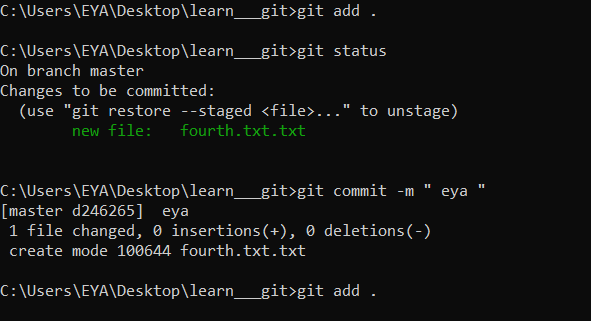 C:\Users\EYA\Desktop\learn___git>git add .
C:\Users\EYA\Desktop\learn___git>git status
On branch master
Changes to be committed:
  (use "git restore --staged <file>..." to unstage)
        new file:   fourth.txt.txt
C:\Users\EYA\Desktop\learn___git>git commit -m " eya "
[master d246265]  eya
 1 file changed, 0 insertions(+), 0 deletions(-)
 create mode 100644 fourth.txt.txt
C:\Users\EYA\Desktop\learn___git>git add .